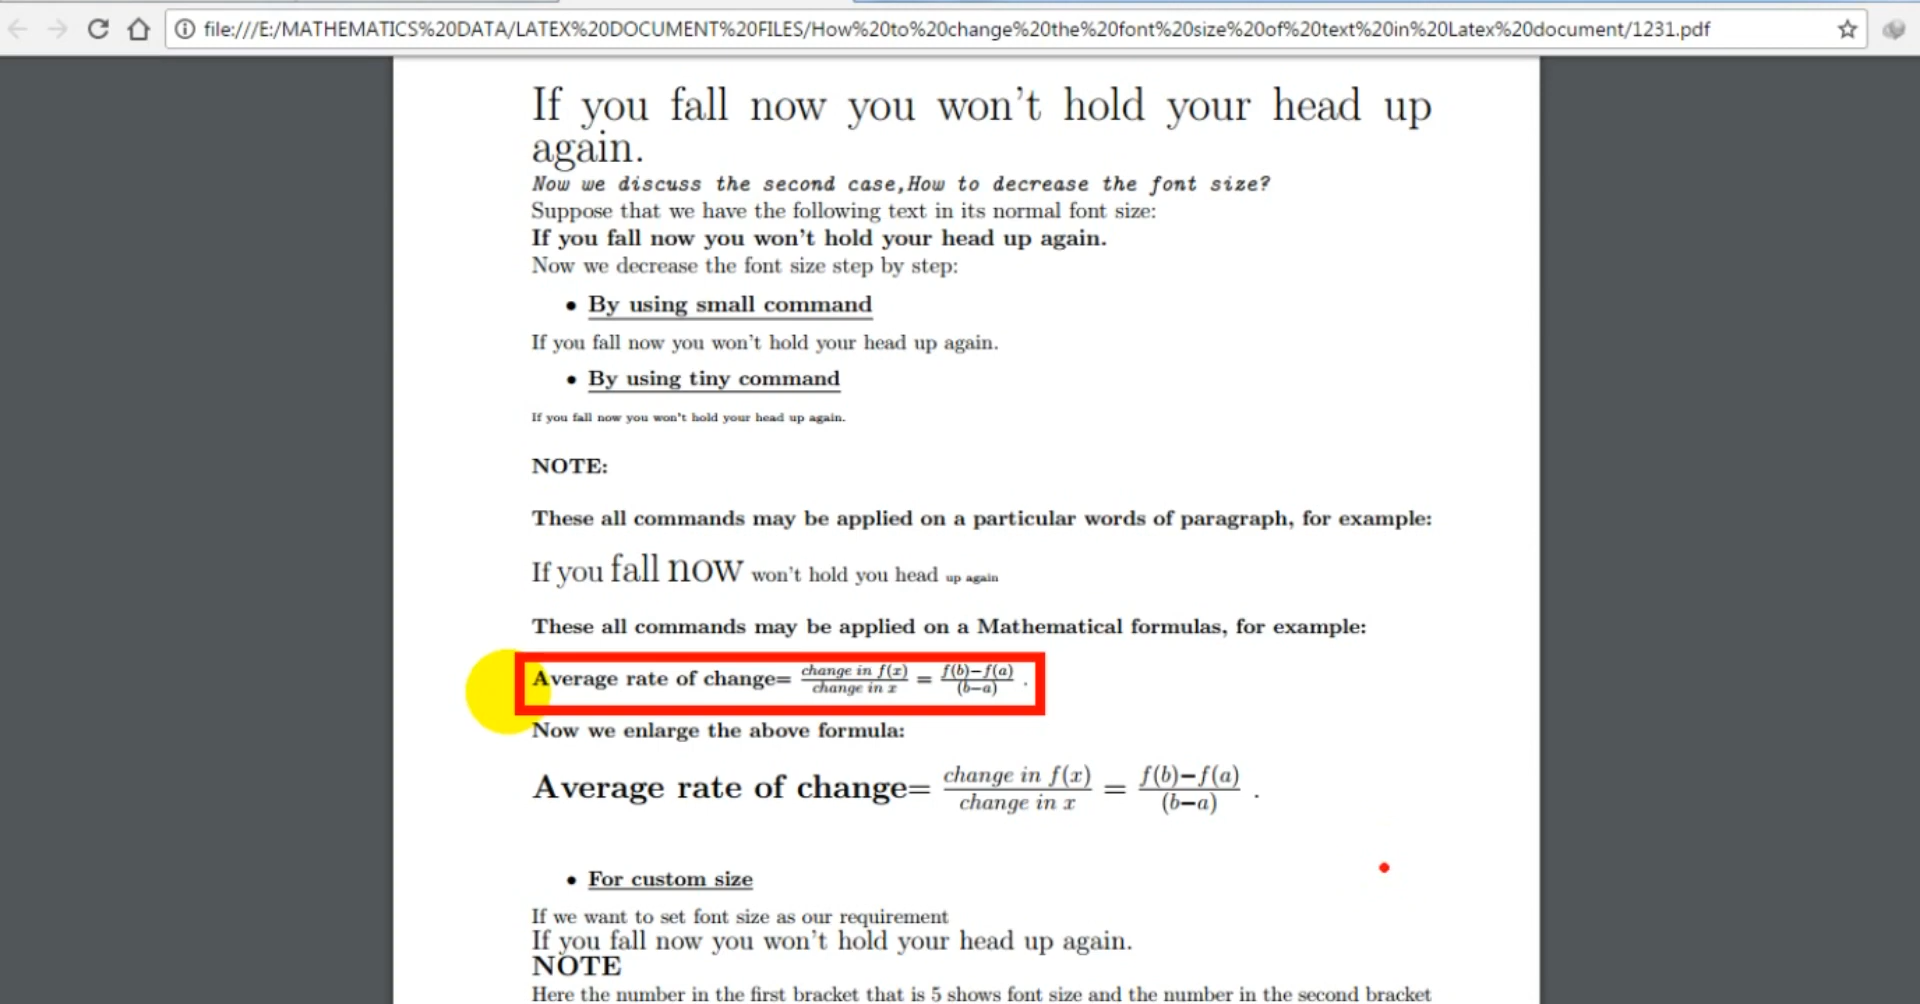 file:///E:/MATHEMATICS%20DATA/LATEX%20DOCUMENT%20FILES/How%20to%20change%20the%20font%20size%20of%20text%20in%20Latex%20document/1231.pdf
If you fall now you won't hold your head up
again.
Now we discuss the second case,How to decrease the font size?
Suppose that we have the following text in its normal font size:
If you fall now you won't hold your head up again.
Now we decrease the font size step by step:
• By using small command
If you fall now you won't hold your head up again.
• By using tiny command
If you fall now you won't hold your head up again.
NOTE:
These all commands may be applied on a particular words of paragraph, for example:
If you fall now won't hold you head up again
These all commands may be applied on a Mathematical formulas, for example:
Average rate of change= \frac{change in f(x)}{change in x} = \frac{f(b)−f(a)}{(b−a)} .
Now we enlarge the above formula:
Average rate of change= \frac{change in f(x)}{change in x} = \frac{f(b)−f(a)}{(b−a)} .
• For custom size
If we want to set font size as our requirement
If you fall now you won't hold your head up again.
NOTE
Here the number in the first bracket that is 5 shows font size and the number in the second bracket